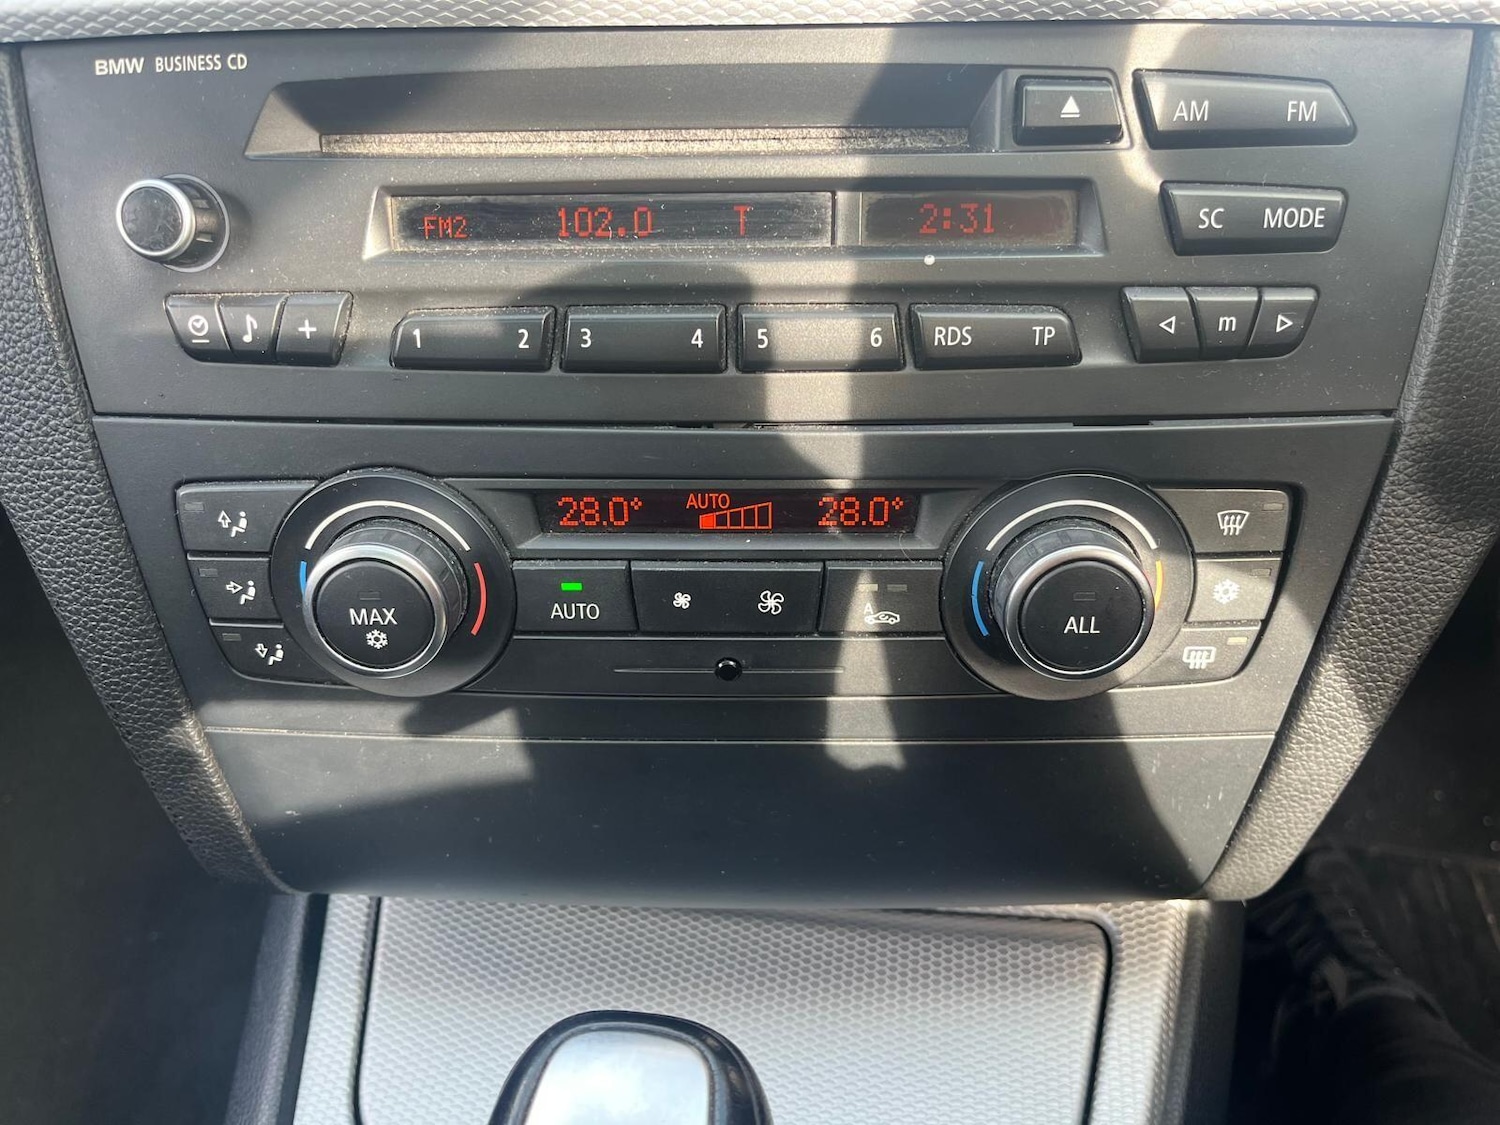 BMW BUSINESS CD
AM FM
FM2 102.0 T 2:31
SC MODE
1 2 3 4 5 6 RDS TP m
28.0° AUTO 28.0°
AUTO
MAX
A
ALL